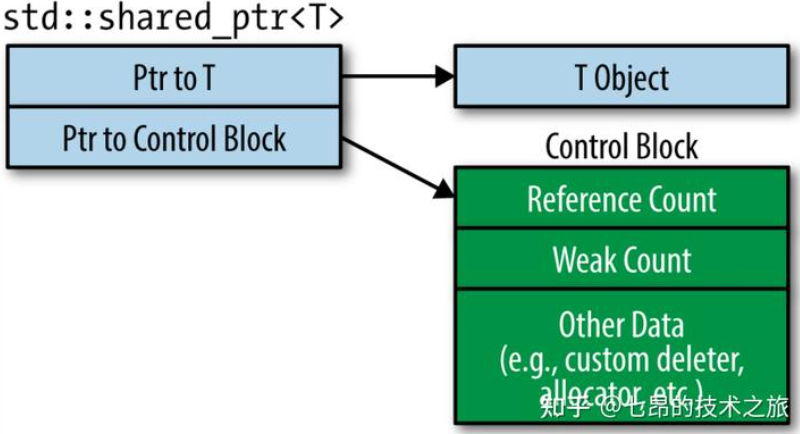 std::shared_ptr<T>
Ptr to T
T Object
Ptr to Control Block
Control Block
Reference Count
Weak Count
Other Data
(e.g., custom deleter,
allocator, etc.)
知乎 @七昂的技术之旅